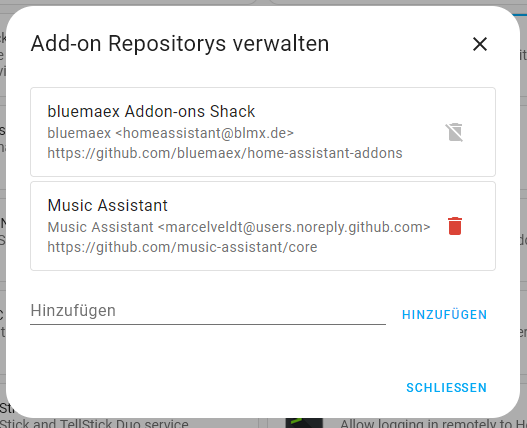 Add-on Repositorys verwalten
bluemaex Addon-ons Shack
bluemaex <homeassistant@blmx.de>
https://github.com/bluemaex/home-assistant-addons
Music Assistant
Music Assistant <marcelveldt@users.noreply.github.com>
https://github.com/music-assistant/core
Hinzufügen
HINZUFÜGEN
SCHLIESSEN
Stick and TellStick Duo service
Allow logging in remotely to